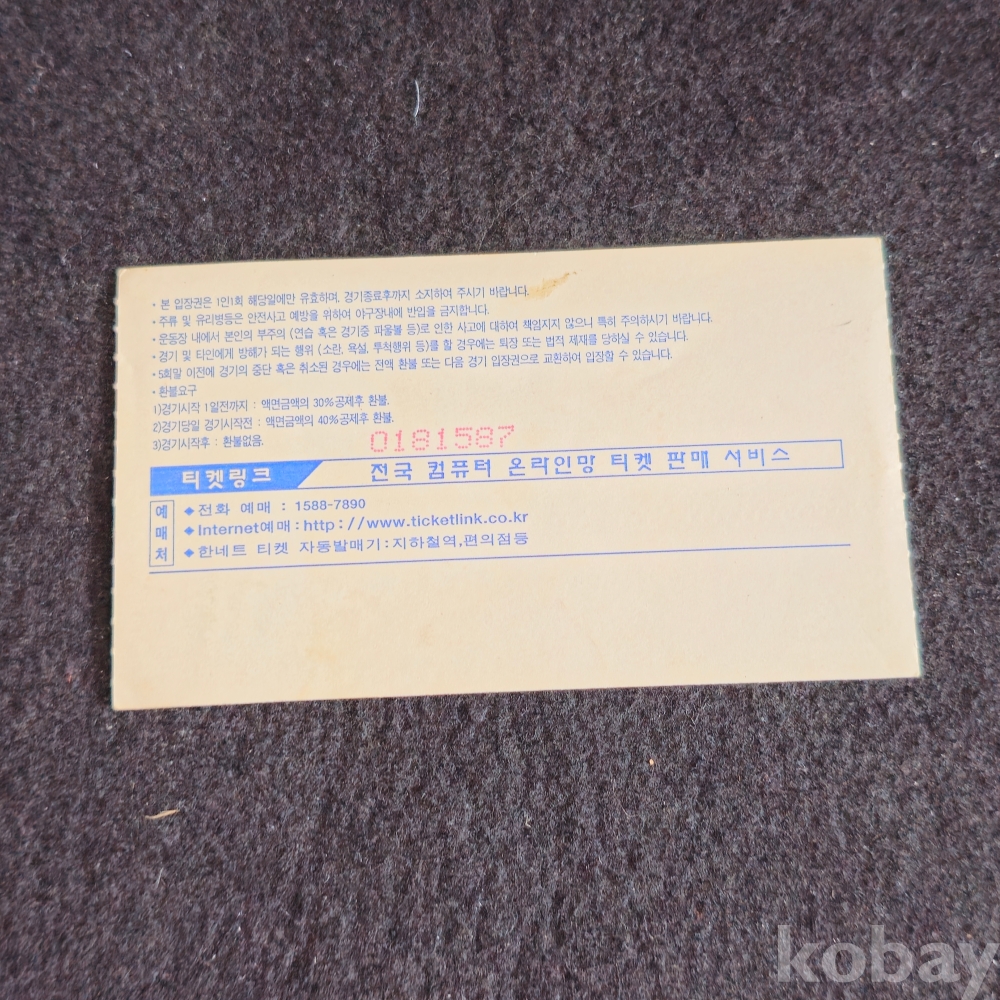 • 본 입장권은 1인1회 해당일에만 유효하며, 경기종료후까지 소지하여 주시기 바랍니다.
• 주류 및 유리병등은 안전사고 예방을 위하여 야구장내에 반입을 금지합니다.
• 운동장 내에서 본인의 부주의 (연습 혹은 경기중 파울볼 등)로 인한 사고에 대하여 책임지지 않으니 특히 주의하시기 바랍니다.
• 경기 및 타인에게 방해가 되는 행위 (소란, 욕설, 투척행위 등)를 할 경우에는 퇴장 또는 법적 제재를 당하실 수 있습니다.
• 5회말 이전에 경기의 중단 혹은 취소된 경우에는 전액 환불 또는 다음 경기 입장권으로 교환하여 입장할 수 있습니다.
• 환불요구
1)경기시작 1일전까지 : 액면금액의 30%공제후 환불.
2)경기당일 경기시작전 : 액면금액의 40%공제후 환불.
3)경기시작후 : 환불없음.
0181587
티켓링크 전국 컴퓨터 온라인망 티켓 판매 서비스
예매처
◆ 전화 예매 : 1588-7890
◆ Internet예매 : http://www.ticketlink.co.kr
◆ 한네트 티켓 자동발매기 : 지하철역,편의점등
kobay